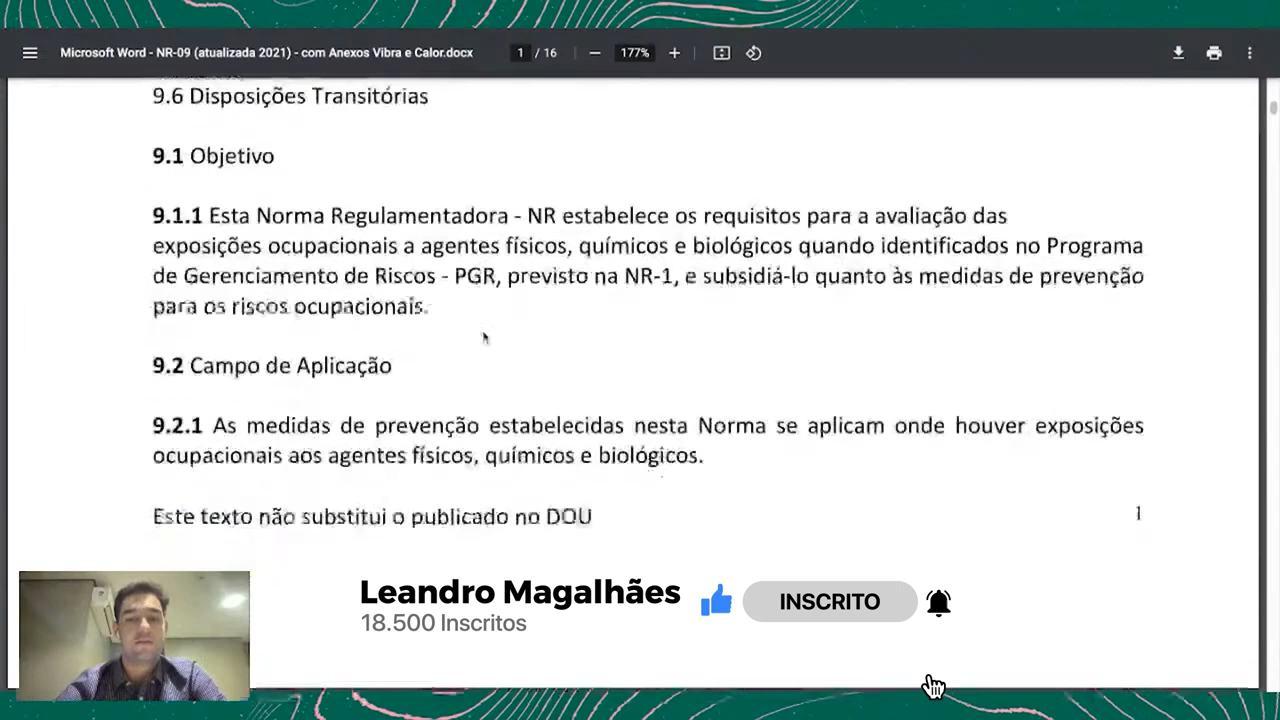 Microsoft Word - NR-09 (atualizada 2021) - com Anexos Vibra e Calor.docx
1 / 16
177%
9.6 Disposições Transitórias
9.1 Objetivo
9.1.1 Esta Norma Regulamentadora - NR estabelece os requisitos para a avaliação das
exposições ocupacionais a agentes físicos, químicos e biológicos quando identificados no Programa
de Gerenciamento de Riscos - PGR, previsto na NR-1, e subsidiá-lo quanto às medidas de prevenção
para os riscos ocupacionais.
9.2 Campo de Aplicação
9.2.1 As medidas de prevenção estabelecidas nesta Norma se aplicam onde houver exposições
ocupacionais aos agentes físicos, químicos e biológicos.
Este texto não substitui o publicado no DOU
1
Leandro Magalhães
18.500 Inscritos
INSCRITO